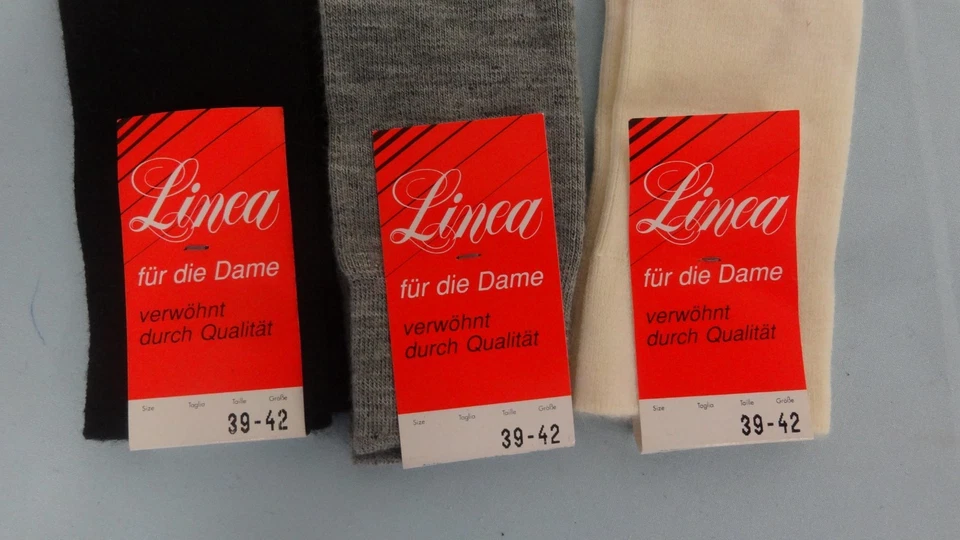 Linea
für die Dame
verwöhnt
durch Qualität
Size Taglia Taille Größe
39-42
Linea
für die Dame
verwöhnt
durch Qualität
Size Taglia Taille Größe
39-42
Linea
für die Dame
verwöhnt
durch Qualität
Size Taglia Taille Größe
39-42